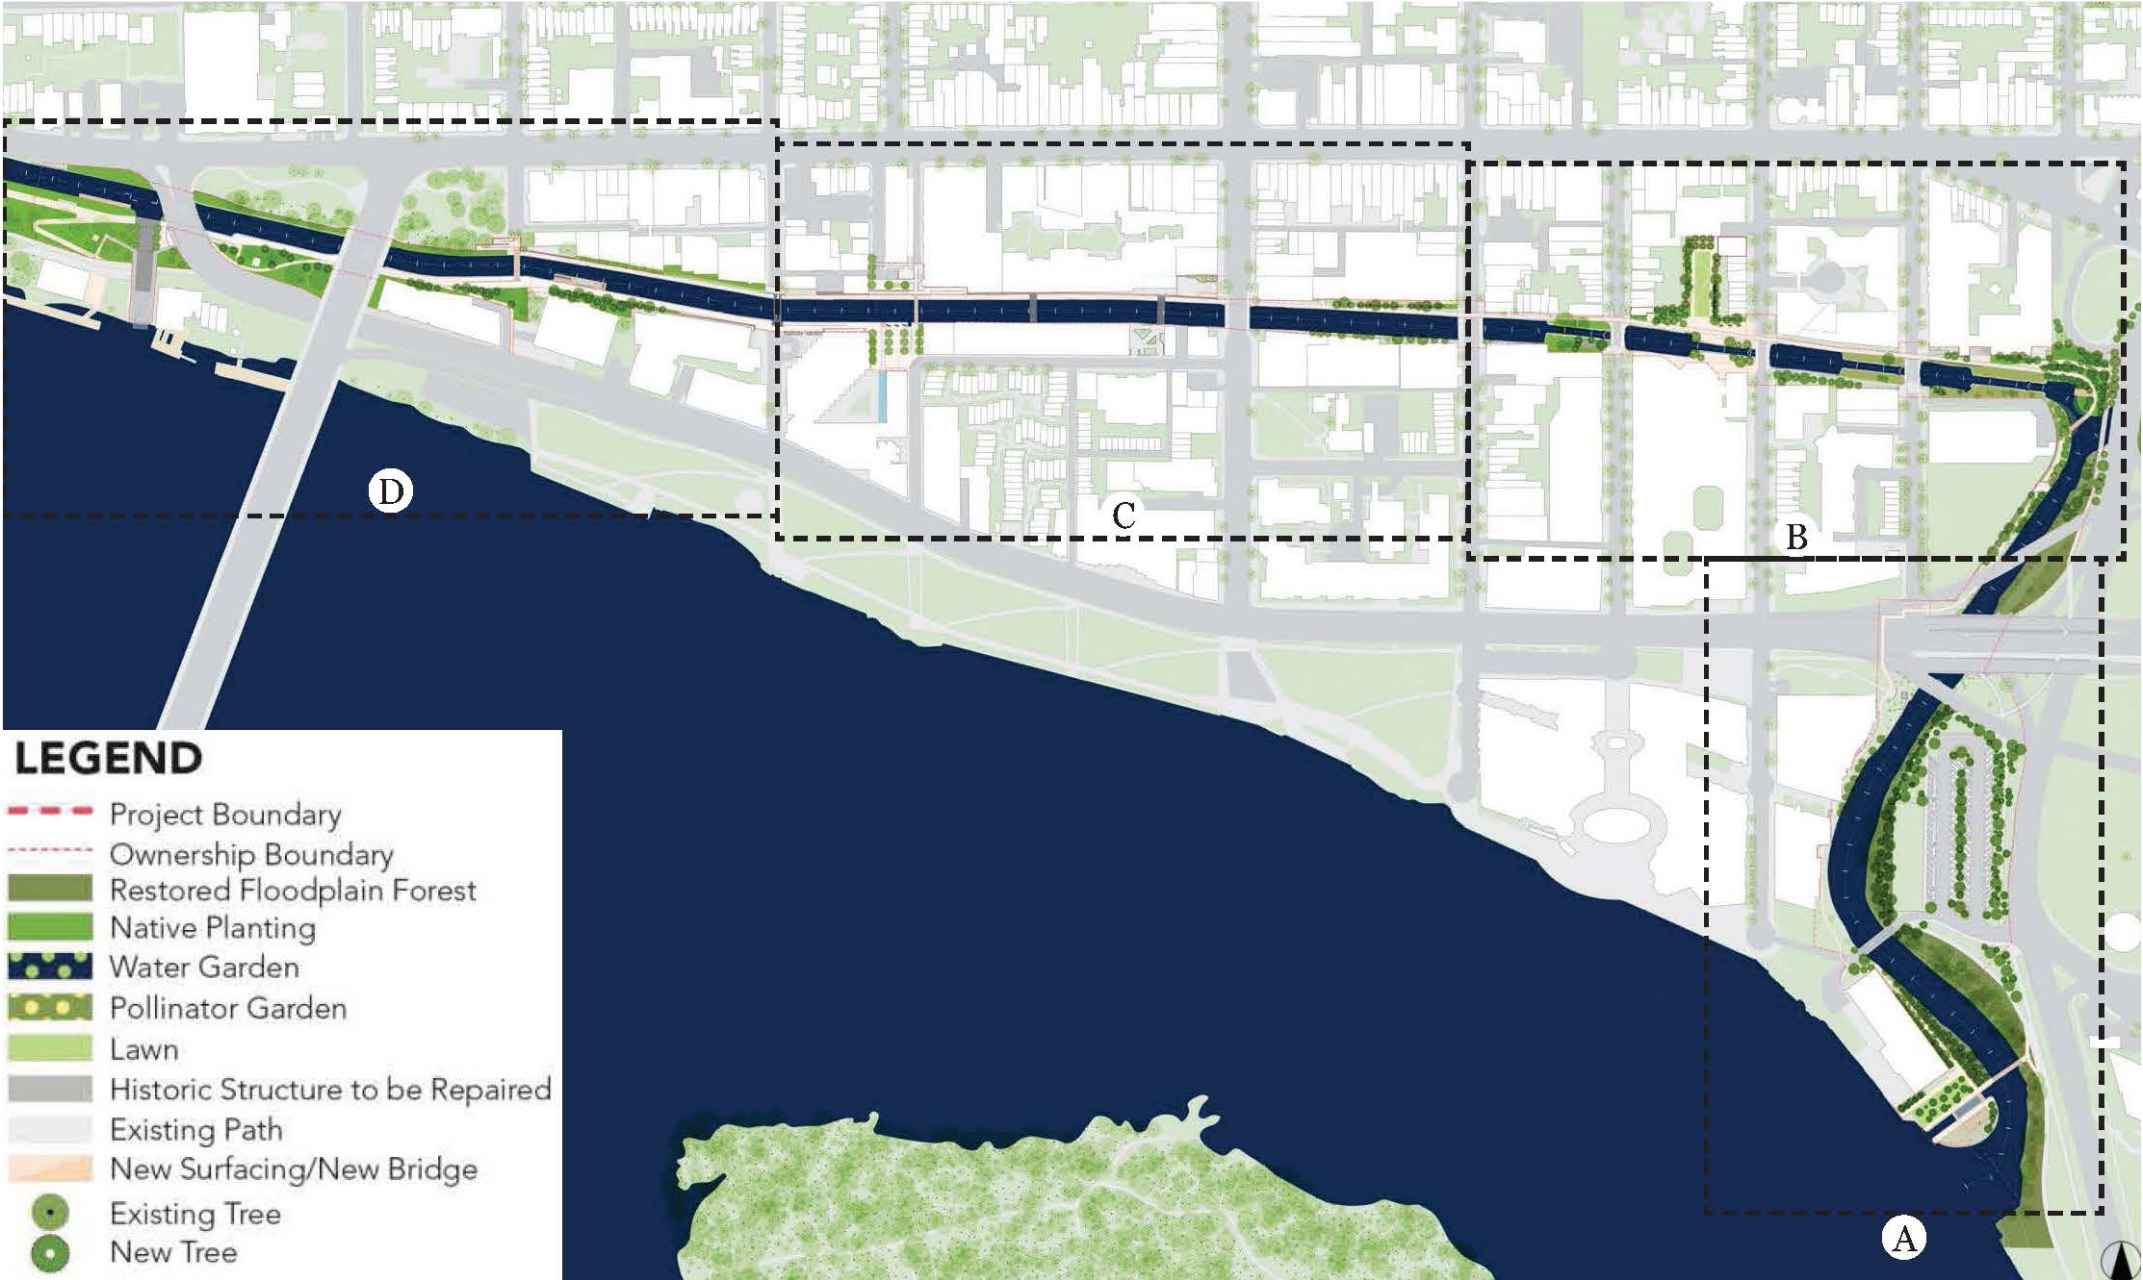 D
C
B
LEGEND
Project Boundary
Ownership Boundary
Restored Floodplain Forest
Native Planting
Water Garden
Pollinator Garden
Lawn
Historic Structure to be Repaired
Existing Path
New Surfacing/New Bridge
Existing Tree
New Tree
A